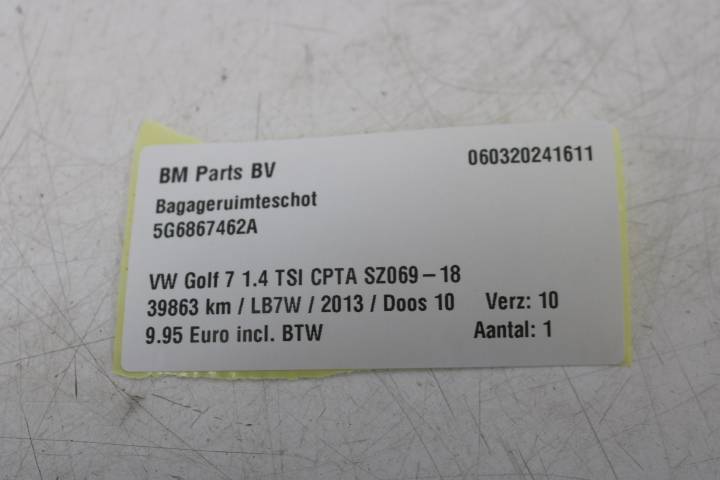 BM Parts BV 060320241611
Bagageruimteschot
5G6867462A
VW Golf 7 1.4 TSI CPTA SZ069-18
39863 km / LB7W / 2013 / Doos 10 Verz: 10
9.95 Euro incl. BTW Aantal: 1